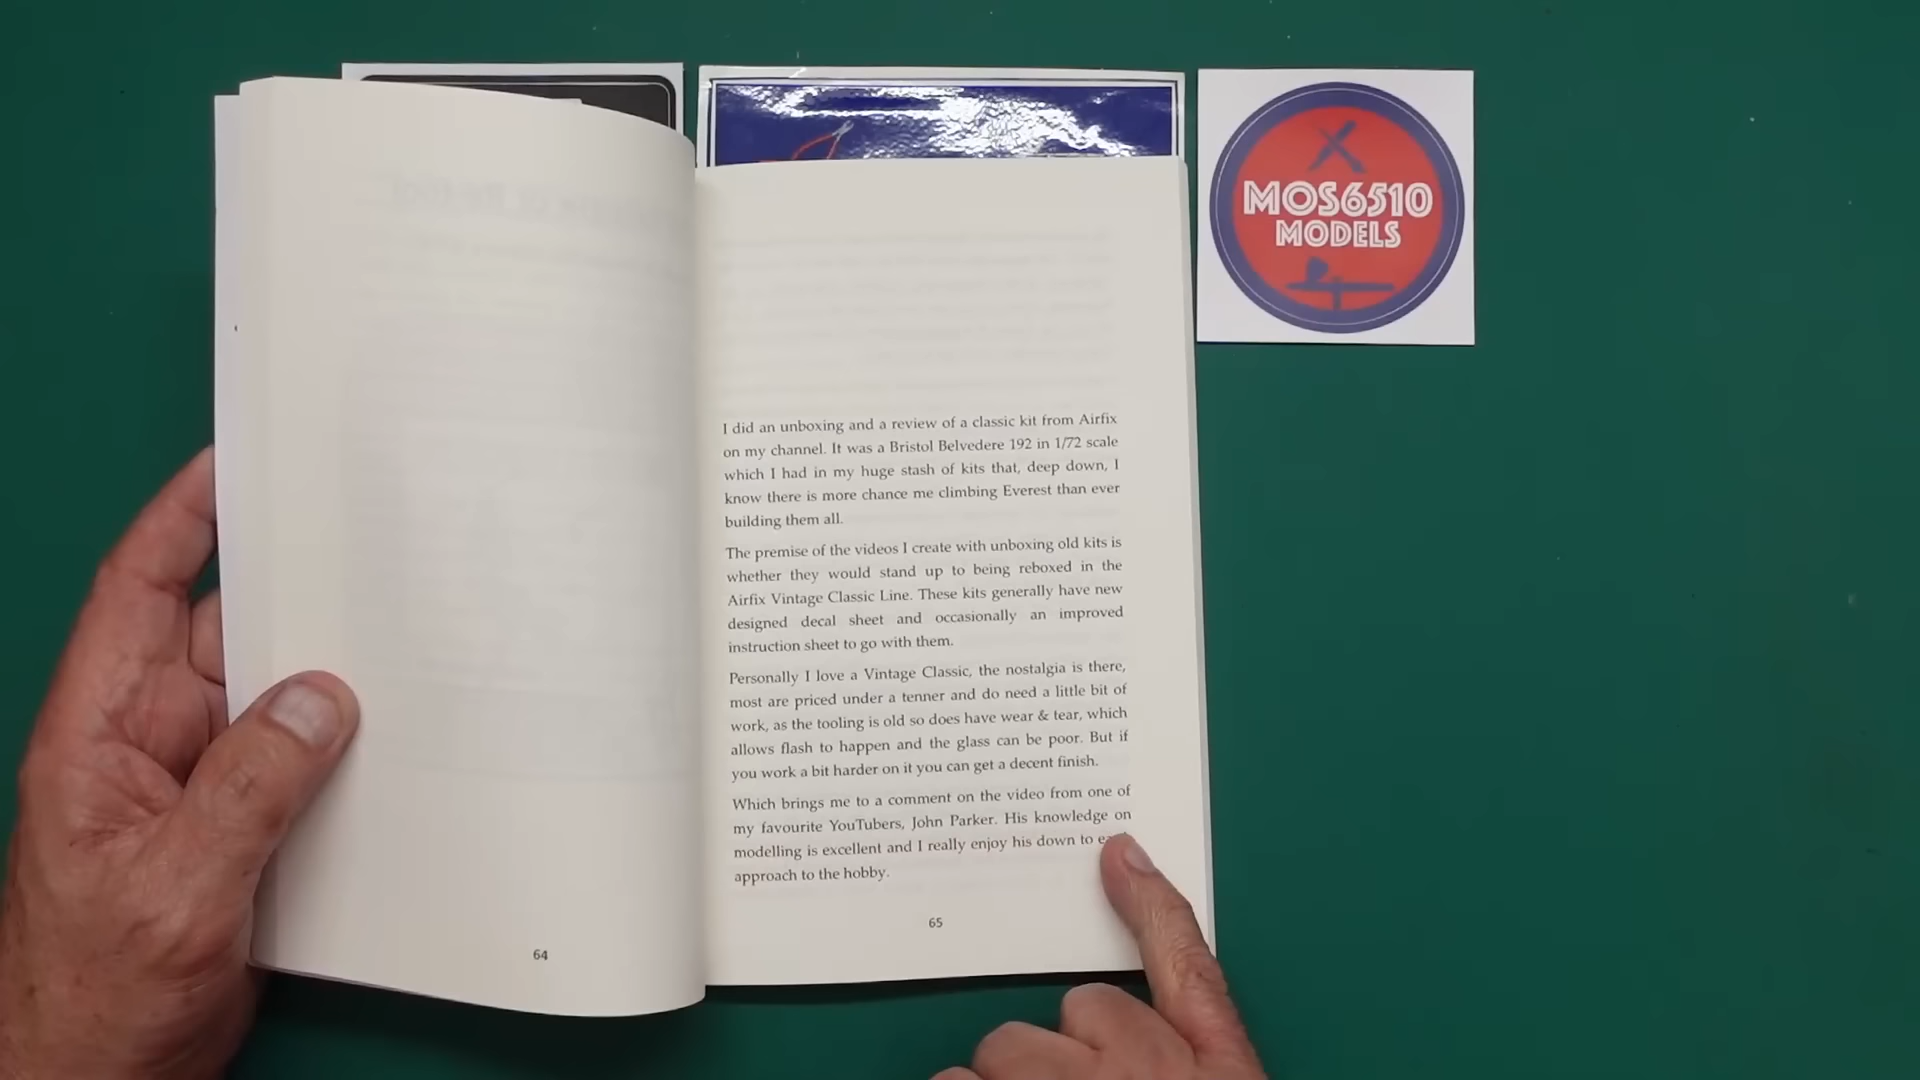 MOS6510
MODELS
I did an unboxing and a review of a classic kit from Airfix
on my channel. It was a Bristol Belvedere 192 in 1/72 scale
which I had in my huge stash of kits that, deep down, I
know there is more chance me climbing Everest than ever
building them all.
The premise of the videos I create with unboxing old kits is
whether they would stand up to being reboxed in the
Airfix Vintage Classic Line. These kits generally have new
designed decal sheet and occasionally an improved
instruction sheet to go with them.
Personally I love a Vintage Classic, the nostalgia is there,
most are priced under a tenner and do need a little bit of
work, as the tooling is old so does have wear & tear, which
allows flash to happen and the glass can be poor. But if
you work a bit harder on it you can get a decent finish.
Which brings me to a comment on the video from one of
my favourite YouTubers, John Parker. His knowledge on
modelling is excellent and I really enjoy his down to
approach to the hobby.
65
64